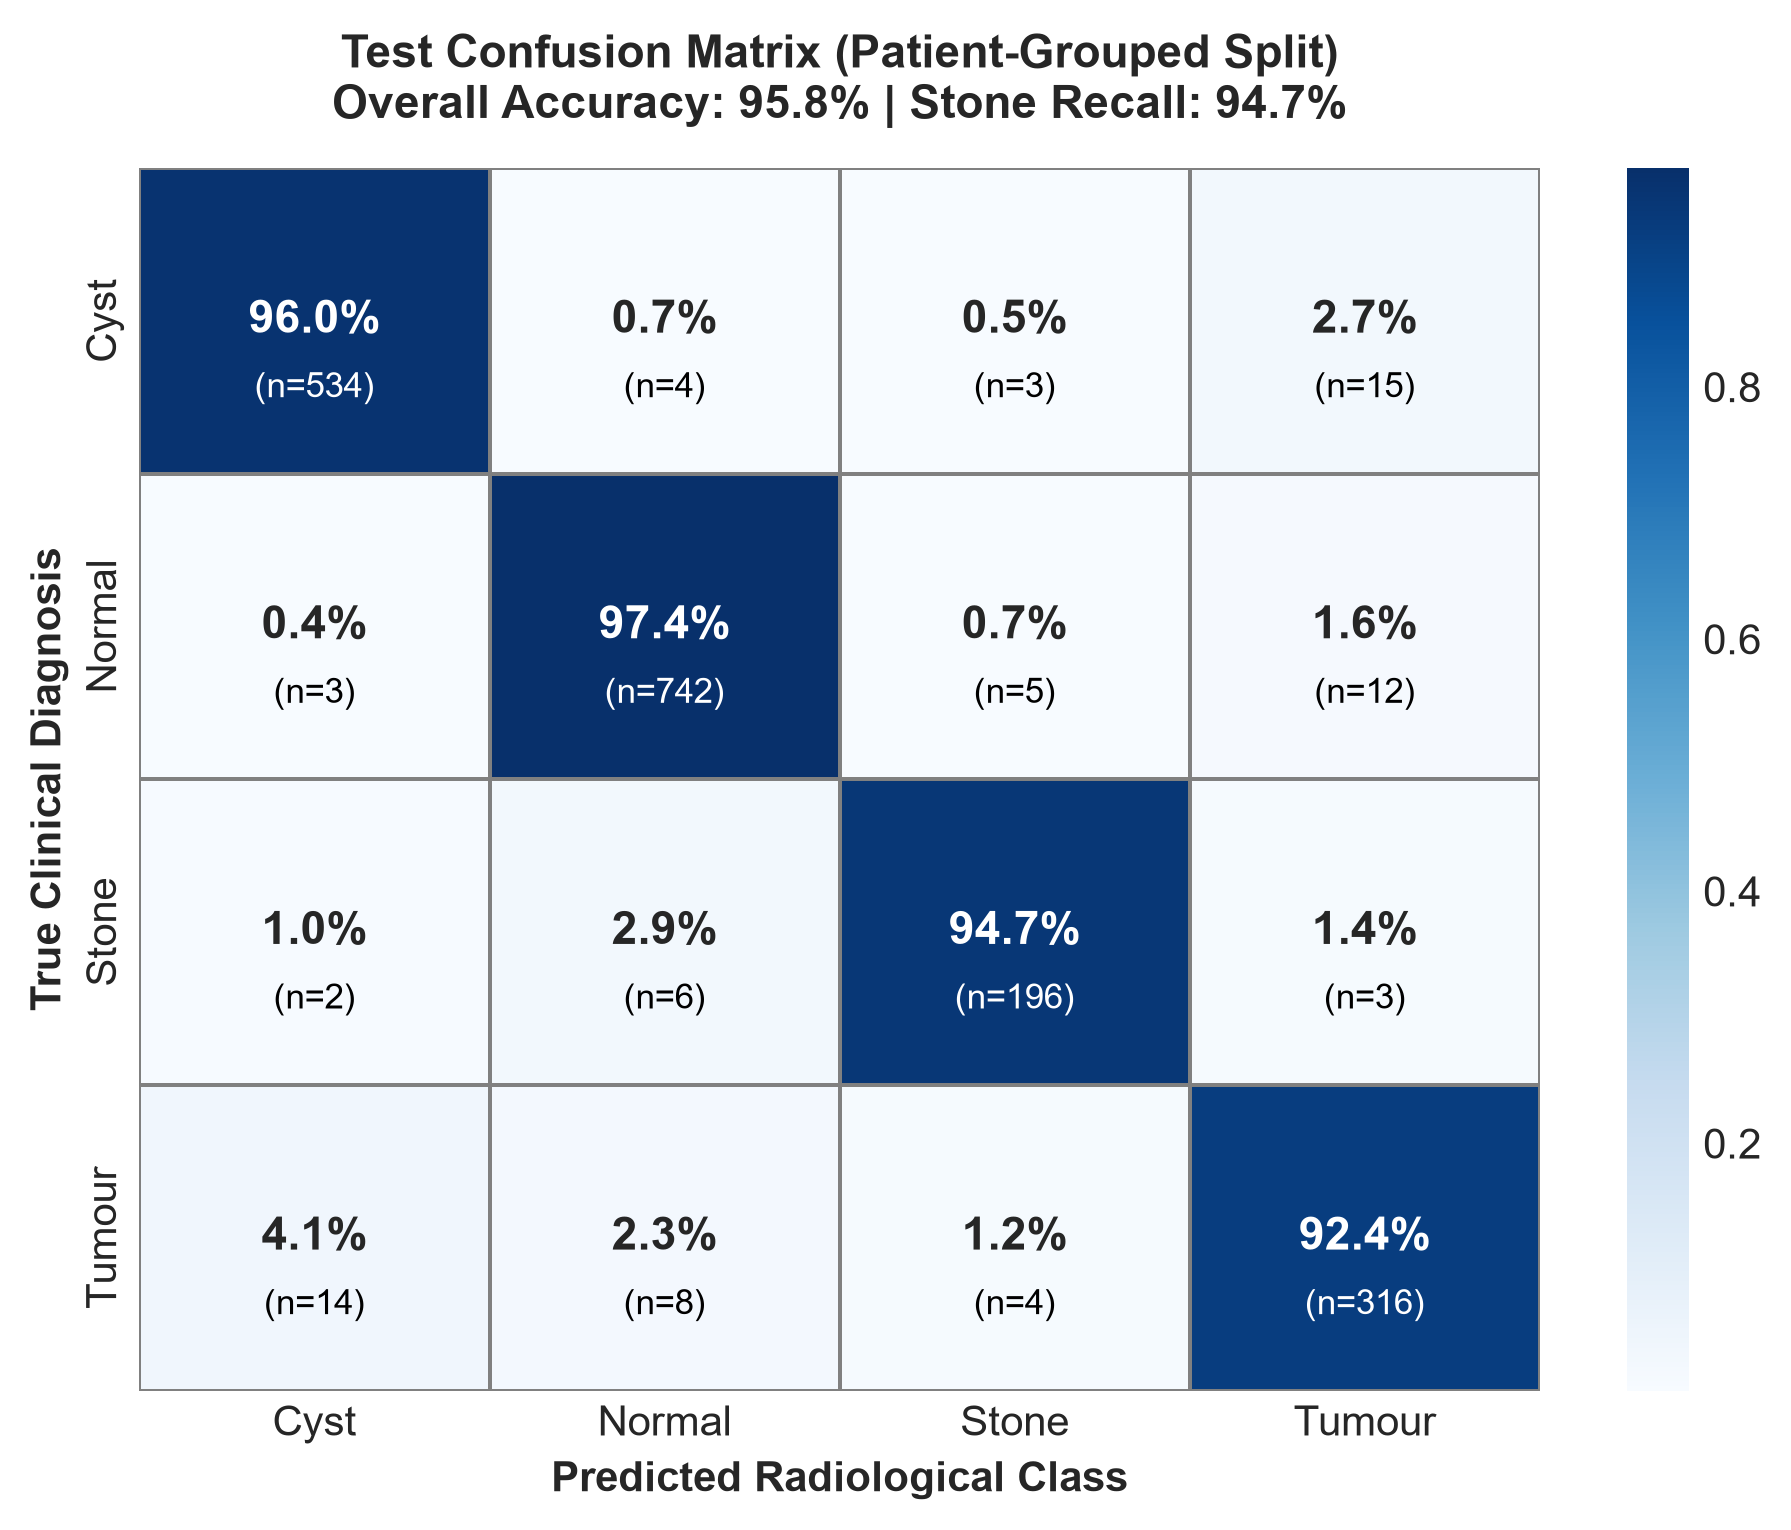 Test Confusion Matrix (Patient-Grouped Split)
Overall Accuracy: 95.8% | Stone Recall: 94.7%
True Clinical Diagnosis
Cyst
96.0%
(n=534)
0.7%
(n=4)
0.5%
(n=3)
2.7%
(n=15)
Normal
0.4%
(n=3)
97.4%
(n=742)
0.7%
(n=5)
1.6%
(n=12)
Stone
1.0%
(n=2)
2.9%
(n=6)
94.7%
(n=196)
1.4%
(n=3)
Tumour
4.1%
(n=14)
2.3%
(n=8)
1.2%
(n=4)
92.4%
(n=316)
Cyst
Normal
Stone
Tumour
Predicted Radiological Class
0.8
0.6
0.4
0.2